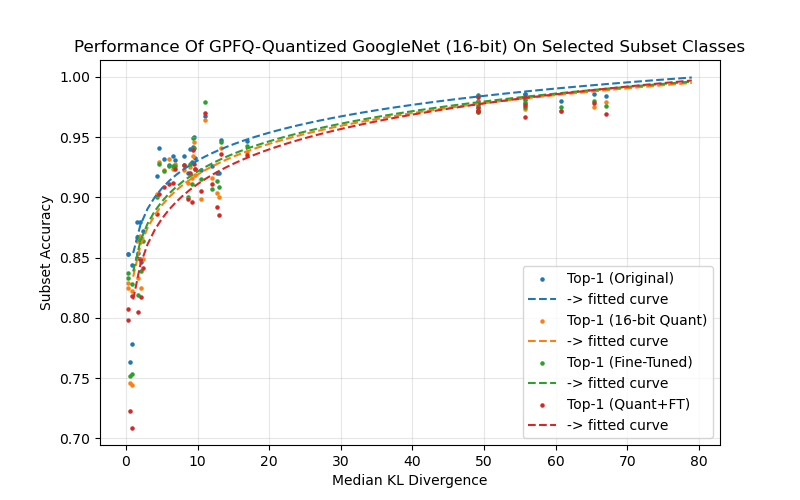 Performance Of GPFQ-Quantized GoogleNet (16-bit) On Selected Subset Classes
1.00
0.95
0.90
0.85
0.80
0.75
0.70
Subset Accuracy
Top-1 (Original)
-> fitted curve
Top-1 (16-bit Quant)
-> fitted curve
Top-1 (Fine-Tuned)
-> fitted curve
Top-1 (Quant+FT)
-> fitted curve
0 10 20 30 40 50 60 70 80
Median KL Divergence